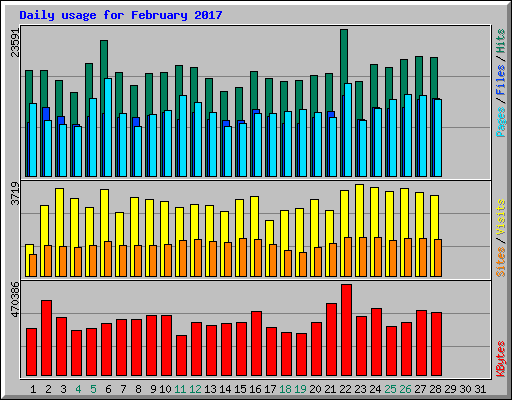 Daily usage for February 2017
23591
3719
470386
Pages / Files / Hits
Sites / Visits
KBytes
1 2 3 4 5 6 7 8 9 10 11 12 13 14 15 16 17 18 19 20 21 22 23 24 25 26 27 28 29 30 31